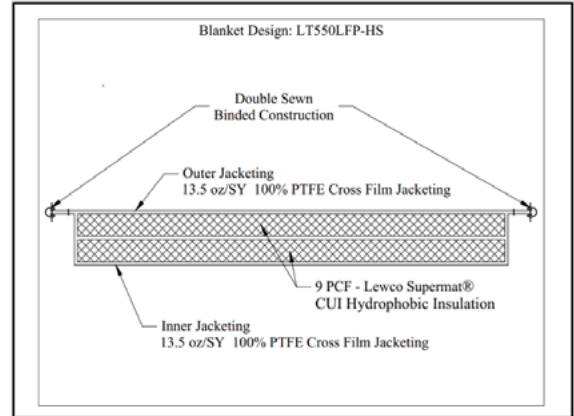 Blanket Design: LT550LFP-HS
Double Sewn
Binded Construction
Outer Jacketing
13.5 oz/SY 100% PTFE Cross Film Jacketing
9 PCF - Lewco Supermat®
CUI Hydrophobic Insulation
Inner Jacketing
13.5 oz/SY 100% PTFE Cross Film Jacketing